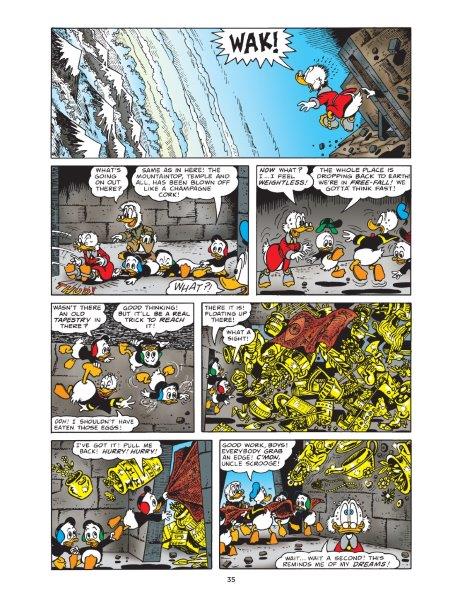 WAK!
WHAT'S
GOING
ON OUT
THERE?
SAME AS IN HERE! THE
MOUNTAINTOP, TEMPLE AND
ALL, HAS BEEN BLOWN OFF
LIKE A CHAMPAGNE
CORK!
WHAT?!
NOW WHAT?
I...I FEEL
WEIGHTLESS!
THE WHOLE PLACE IS
DROPPING BACK TO EARTH!
WE'RE IN FREE-FALL! WE
GOTTA THINK FAST!
WASN'T THERE
AN OLD
TAPESTRY IN
THERE?
GOOD THINKING!
BUT IT'LL BE A REAL
TRICK TO REACH
IT!
OOH! I SHOULDN'T HAVE
EATEN THOSE EGGS!
THERE IT IS!
FLOATING UP
THERE!
WHAT A
SIGHT!
I'VE GOT IT! PULL ME
BACK! HURRY! HURRY!
GOOD WORK, BOYS!
EVERYBODY GRAB
AN EDGE! C'MON,
UNCLE SCROOGE!
WAIT... WAIT A SECOND! THIS
REMINDS ME OF MY DREAMS!
35